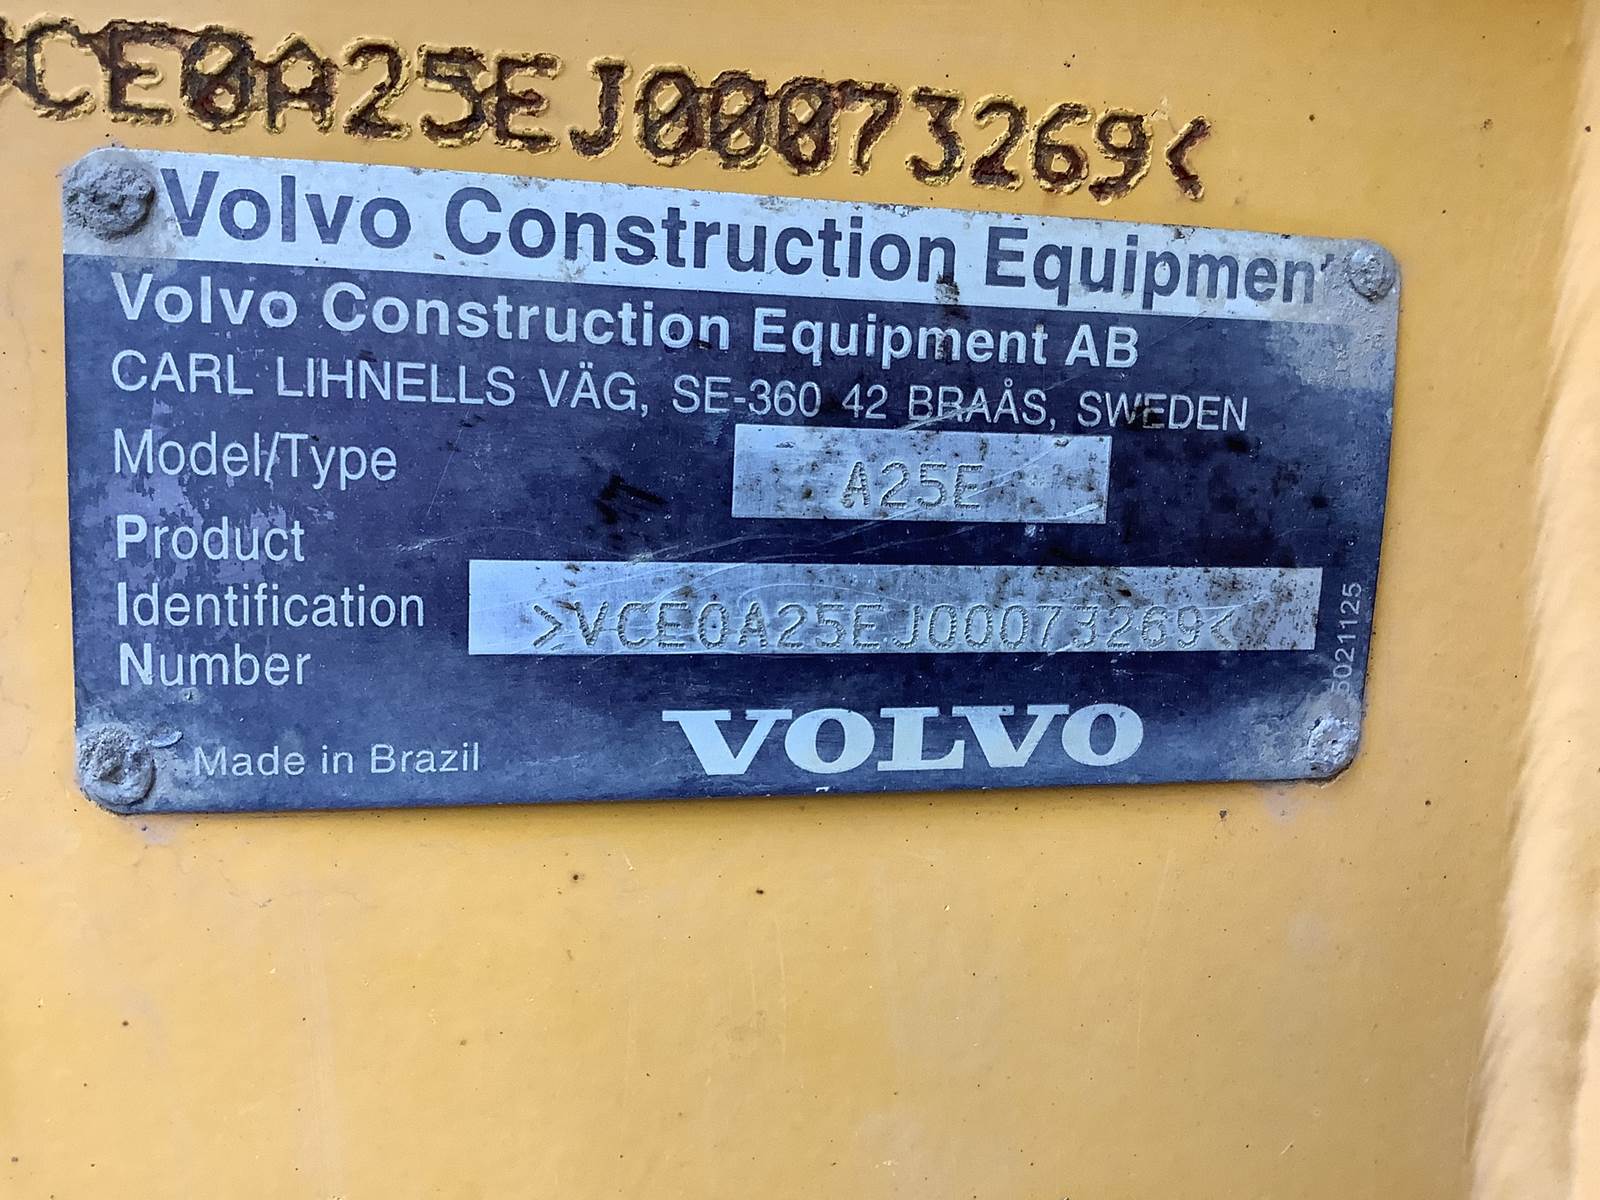 CE0A25EJ00073269<
Volvo Construction Equipment
Volvo Construction Equipment AB
CARL LIHNELLS VÄG, SE-360 42 BRAÅS, SWEDEN
Model/Type A25E
Product
Identification
Number
>VCE0A25EJ00073269<
Made in Brazil
VOLVO
5021125